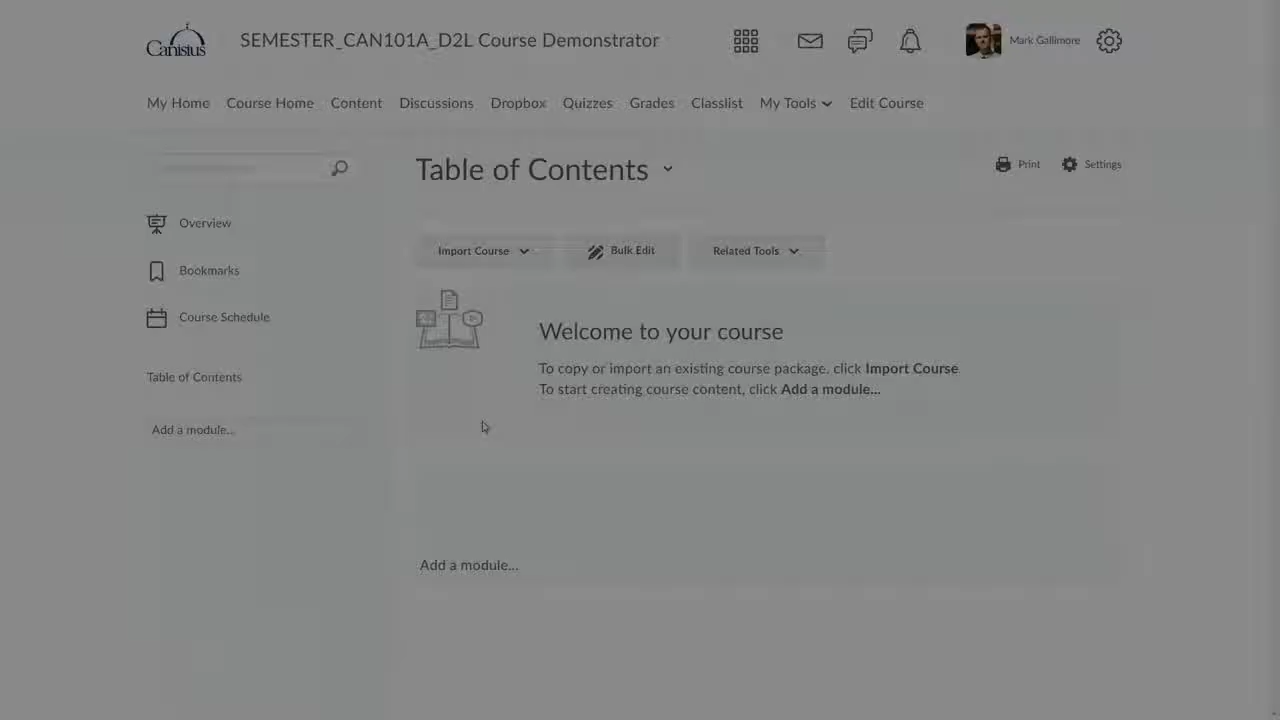 Canisius
SEMESTER_CAN101A_D2L Course Demonstrator
Mark Gallimore
My Home Course Home Content Discussions Dropbox Quizzes Grades Classlist My Tools Edit Course
Table of Contents
Print Settings
Overview
Import Course Bulk Edit Related Tools
Bookmarks
Course Schedule
Welcome to your course
To copy or import an existing course package, click Import Course.
To start creating course content, click Add a module...
Table of Contents
Add a module...
Add a module...